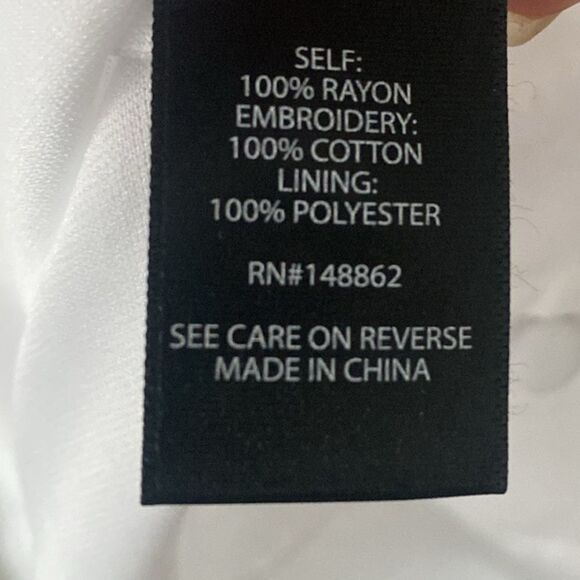 SELF:
100% RAYON
EMBROIDERY:
100% COTTON
LINING:
100% POLYESTER
RN#148862
SEE CARE ON REVERSE
MADE IN CHINA